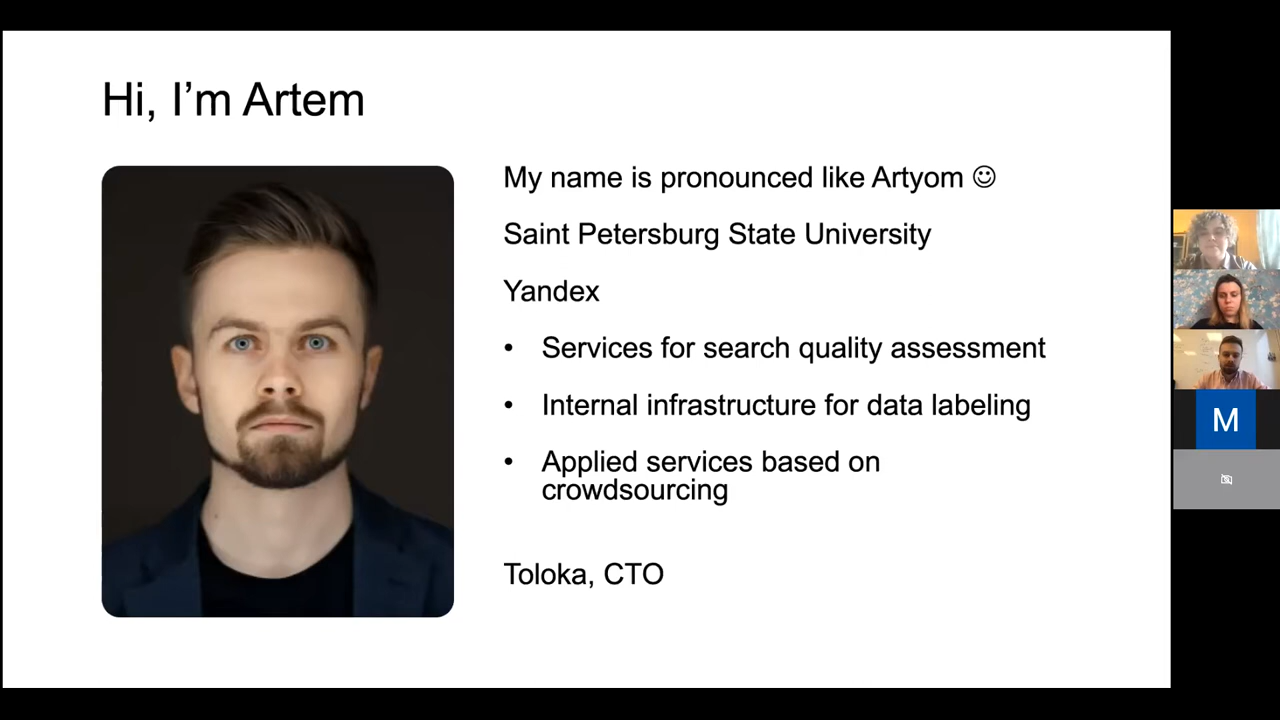 Hi, I’m Artem
My name is pronounced like Artyom ☺
Saint Petersburg State University
Yandex
• Services for search quality assessment
• Internal infrastructure for data labeling
• Applied services based on
crowdsourcing
Toloka, CTO
M